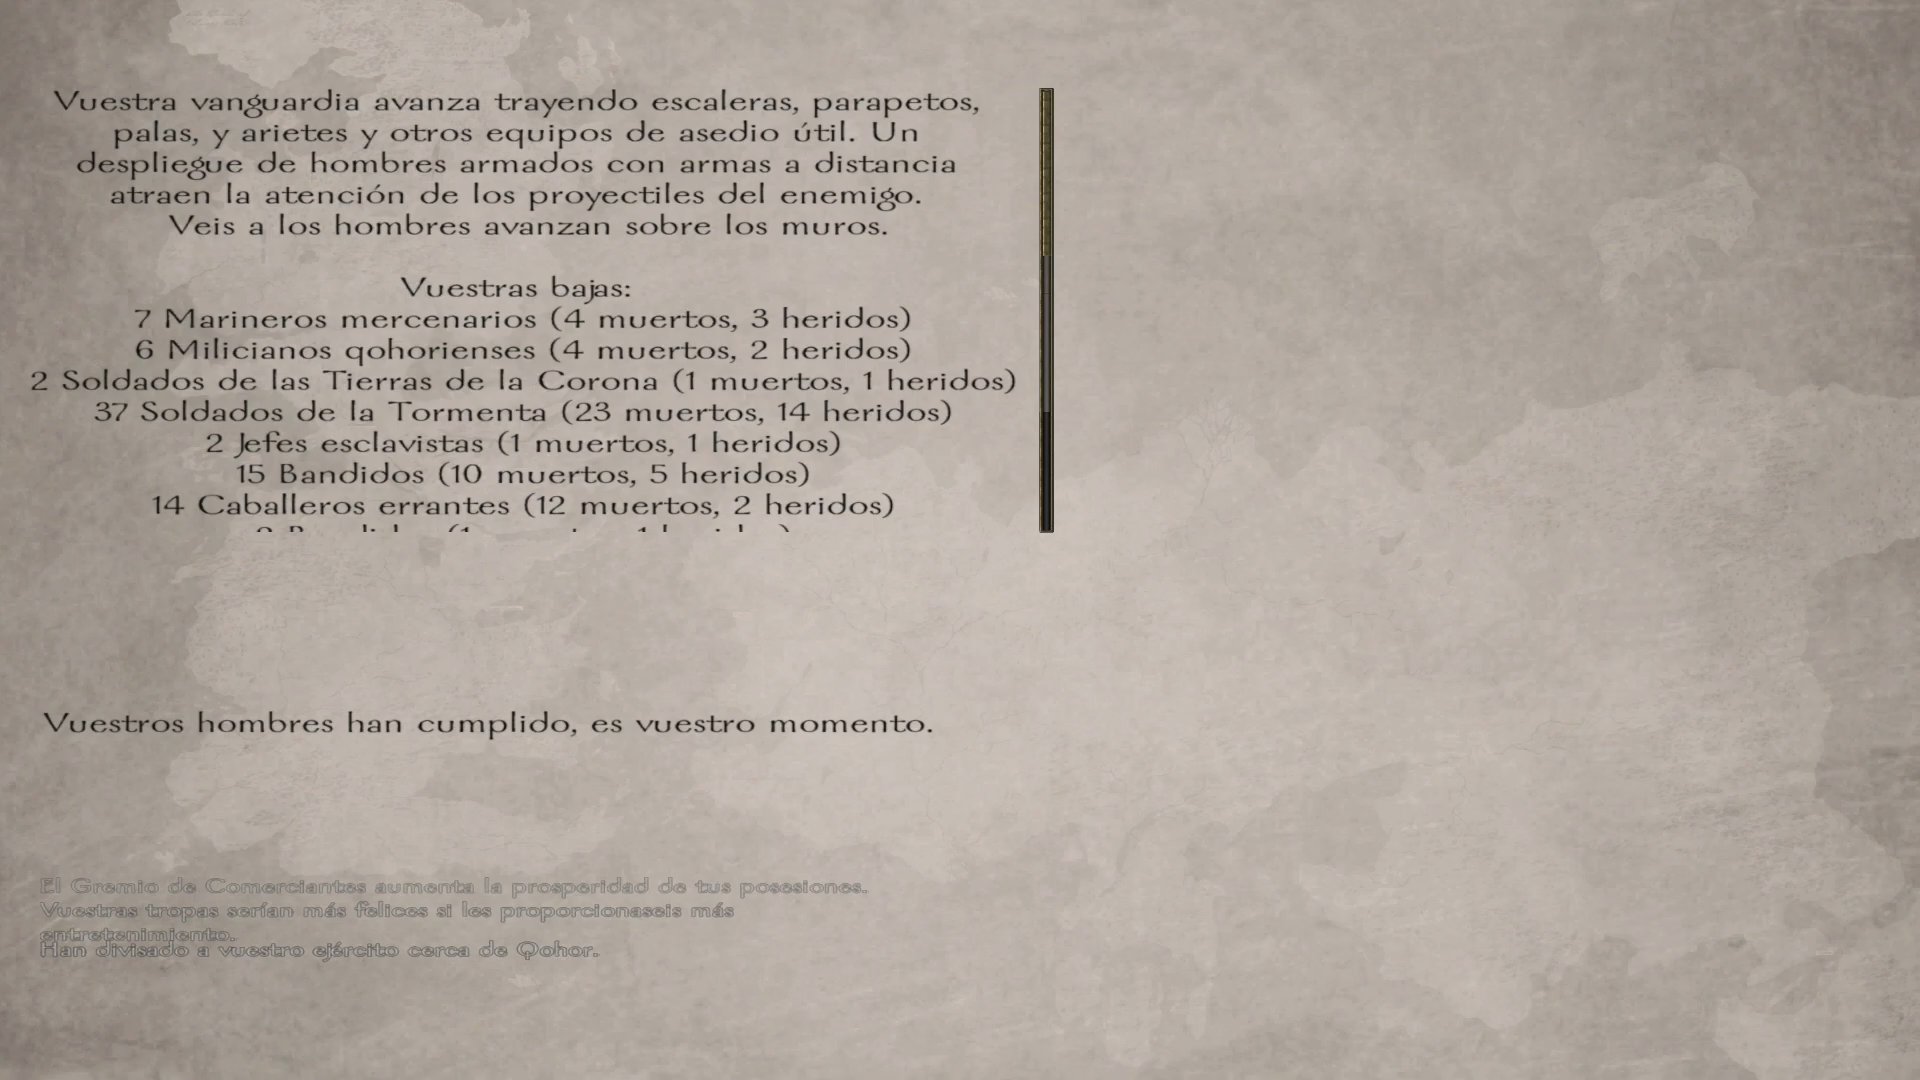 Vuestra vanguardia avanza trayendo escaleras, parapetos,
palas, y arietes y otros equipos de asedio útil. Un
despliegue de hombres armados con armas a distancia
atraen la atención de los proyectiles del enemigo.
Veis a los hombres avanzan sobre los muros.
Vuestras bajas:
7 Marineros mercenarios (4 muertos, 3 heridos)
6 Milicianos qohorienses (4 muertos, 2 heridos)
2 Soldados de las Tierras de la Corona (1 muertos, 1 heridos)
37 Soldados de la Tormenta (23 muertos, 14 heridos)
2 Jefes esclavistas (1 muertos, 1 heridos)
15 Bandidos (10 muertos, 5 heridos)
14 Caballeros errantes (12 muertos, 2 heridos)
Vuestros hombres han cumplido, es vuestro momento.
El Gremio de Comerciantes aumenta la prosperidad de tus posesiones.
Vuestras tropas serían más felices si les proporcionaseis más
entretenimiento.
Han divisado a vuestro ejército cerca de Qohor.